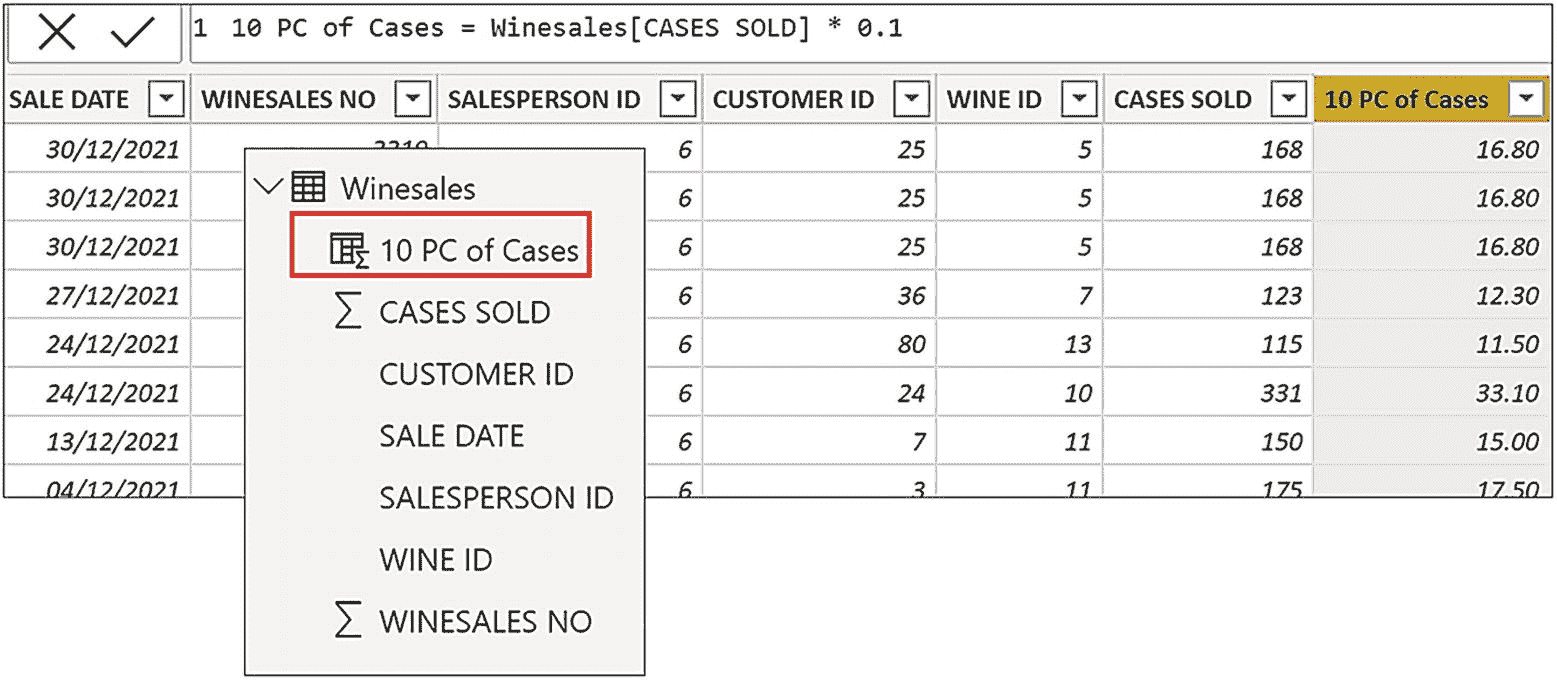 1 10 PC of Cases = Winesales[CASES SOLD] * 0.1
SALE DATE WINESALES NO SALESPERSON ID CUSTOMER ID WINE ID CASES SOLD 10 PC of Cases
30/12/2021 6 25 5 168 16.80
30/12/2021 6 25 5 168 16.80
30/12/2021 6 25 5 168 16.80
27/12/2021 6 36 7 123 12.30
24/12/2021 6 80 13 115 11.50
24/12/2021 6 24 10 331 33.10
13/12/2021 6 7 11 150 15.00
04/12/2021 6 3 11 175 17.50
Winesales
10 PC of Cases
CASES SOLD
CUSTOMER ID
SALE DATE
SALESPERSON ID
WINE ID
WINESALES NO